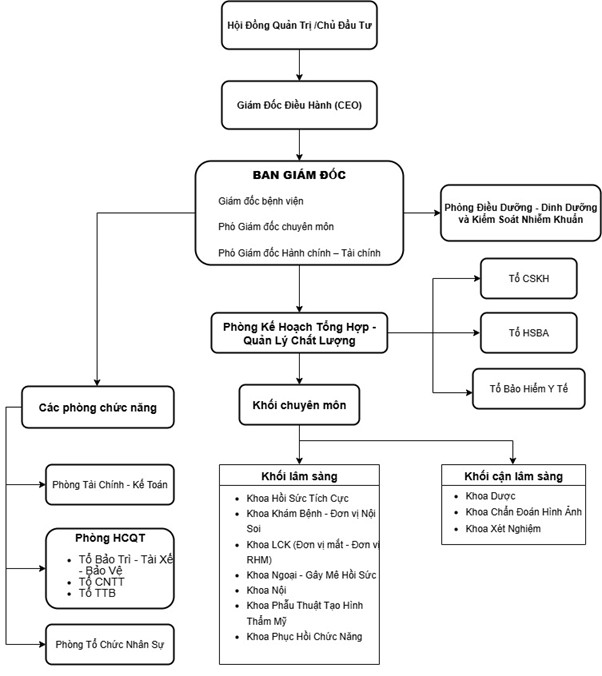 Hội Đồng Quản Trị /Chủ Đầu Tư
Giám Đốc Điều Hành (CEO)
BAN GIÁM ĐỐC
Giám đốc bệnh viện
Phó Giám đốc chuyên môn
Phó Giám đốc Hành chính – Tài chính
Phòng Điều Dưỡng - Dinh Dưỡng
và Kiểm Soát Nhiễm Khuẩn
Phòng Kế Hoạch Tổng Hợp -
Quản Lý Chất Lượng
Tổ CSKH
Tổ HSBA
Tổ Bảo Hiểm Y Tế
Các phòng chức năng
Khối chuyên môn
Phòng Tài Chính - Kế Toán
Phòng HCQT
• Tổ Bảo Trì - Tài Xế
- Bảo Vệ
• Tổ CNTT
• Tổ TTB
Phòng Tổ Chức Nhân Sự
Khối lâm sàng
• Khoa Hồi Sức Tích Cực
• Khoa Khám Bệnh - Đơn vị Nội
Soi
• Khoa LCK (Đơn vị mắt - Đơn vị
RHM)
• Khoa Ngoại - Gây Mê Hồi Sức
• Khoa Nội
• Khoa Phẫu Thuật Tạo Hình
Thẩm Mỹ
• Khoa Phục Hồi Chức Năng
Khối cận lâm sàng
• Khoa Dược
• Khoa Chẩn Đoán Hình Ảnh
• Khoa Xét Nghiệm